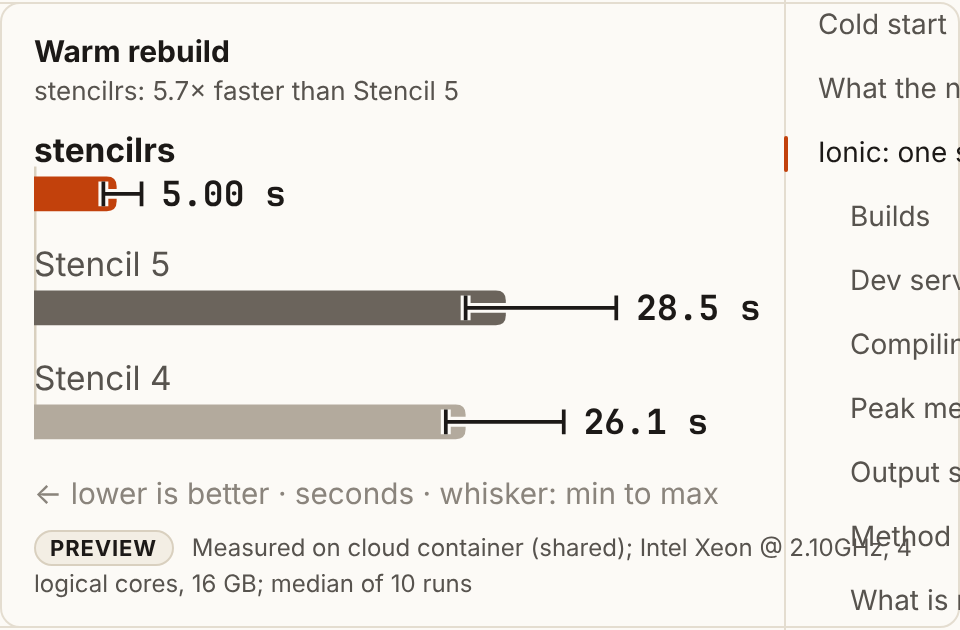 Warm rebuild
stencilrs: 5.7× faster than Stencil 5
stencilrs
5.00 s
Stencil 5
28.5 s
Stencil 4
26.1 s
← lower is better · seconds · whisker: min to max
PREVIEW Measured on cloud container (shared); Intel Xeon @ 2.10GHz, 4
logical cores, 16 GB; median of 10 runs
Cold start
What the
Ionic: one
Builds
Dev
Peak
Output
Method
What is